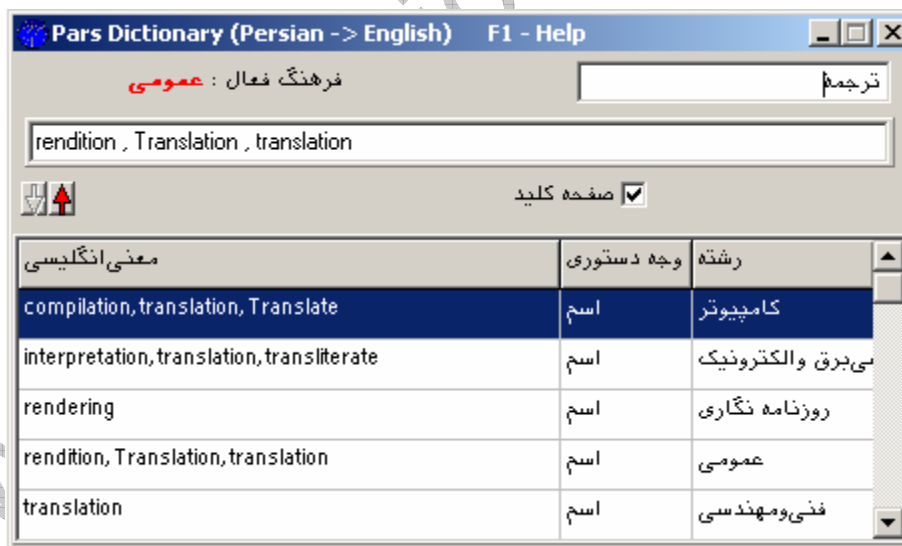 Pars Dictionary (Persian -> English) F1 - Help
ترجمه
فرهنگ فعال : عمومی
rendition , Translation , translation
صفحه کلید
رشته وجه دستوری معنی‌انگلیسی
کامپیوتر اسم compilation,translation, Translate
برق والکترونیک اسم interpretation,translation,transliterate
روزنامه نگاری اسم rendering
عمومی اسم rendition, Translation,translation
فنی‌ومهندسی اسم translation